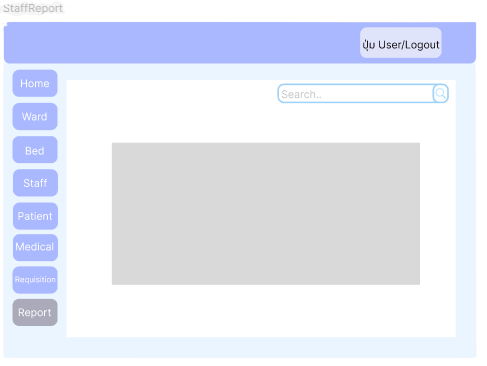 StaffReport
ปุ่ม User/Logout
Home
Search..
Ward
Bed
Staff
Patient
Medical
Requisition
Report